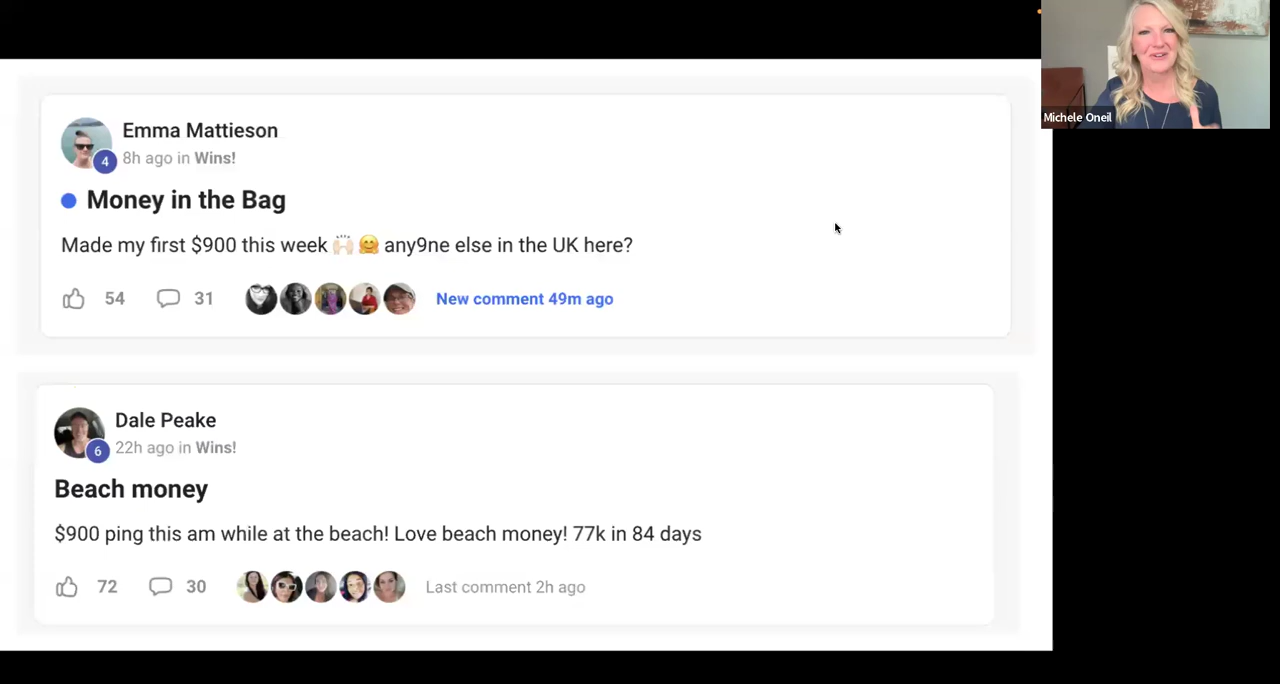 Michele Oneil
Emma Mattieson
4
8h ago in Wins!
Money in the Bag
Made my first $900 this week 🙌🏻 🤗 any9ne else in the UK here?
54 31 New comment 49m ago
Dale Peake
6
22h ago in Wins!
Beach money
$900 ping this am while at the beach! Love beach money! 77k in 84 days
72 30 Last comment 2h ago